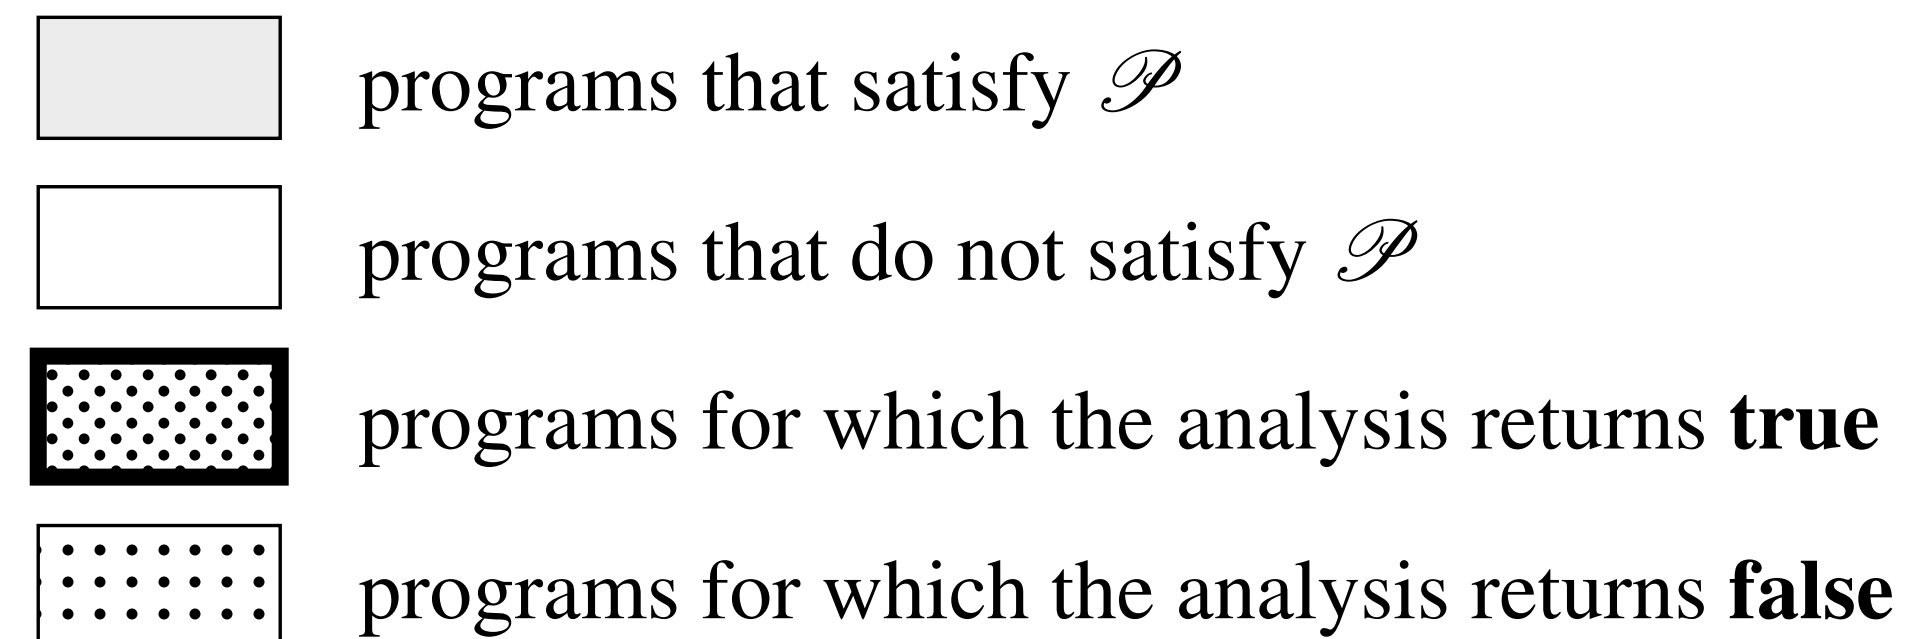 programs that satisfy 𝒫
programs that do not satisfy 𝒫
programs for which the analysis returns true
programs for which the analysis returns false